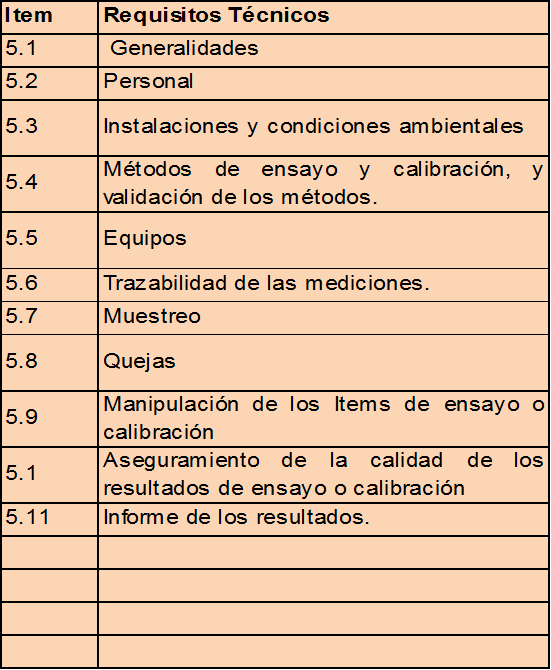 Item Requisitos Técnicos
5.1 Generalidades
5.2 Personal
5.3 Instalaciones y condiciones ambientales
5.4 Métodos de ensayo y calibración, y
validación de los métodos.
5.5 Equipos
5.6 Trazabilidad de las mediciones.
5.7 Muestreo
5.8 Quejas
5.9 Manipulación de los Items de ensayo o
calibración
5.1 Aseguramiento de la calidad de los
resultados de ensayo o calibración
5.11 Informe de los resultados.